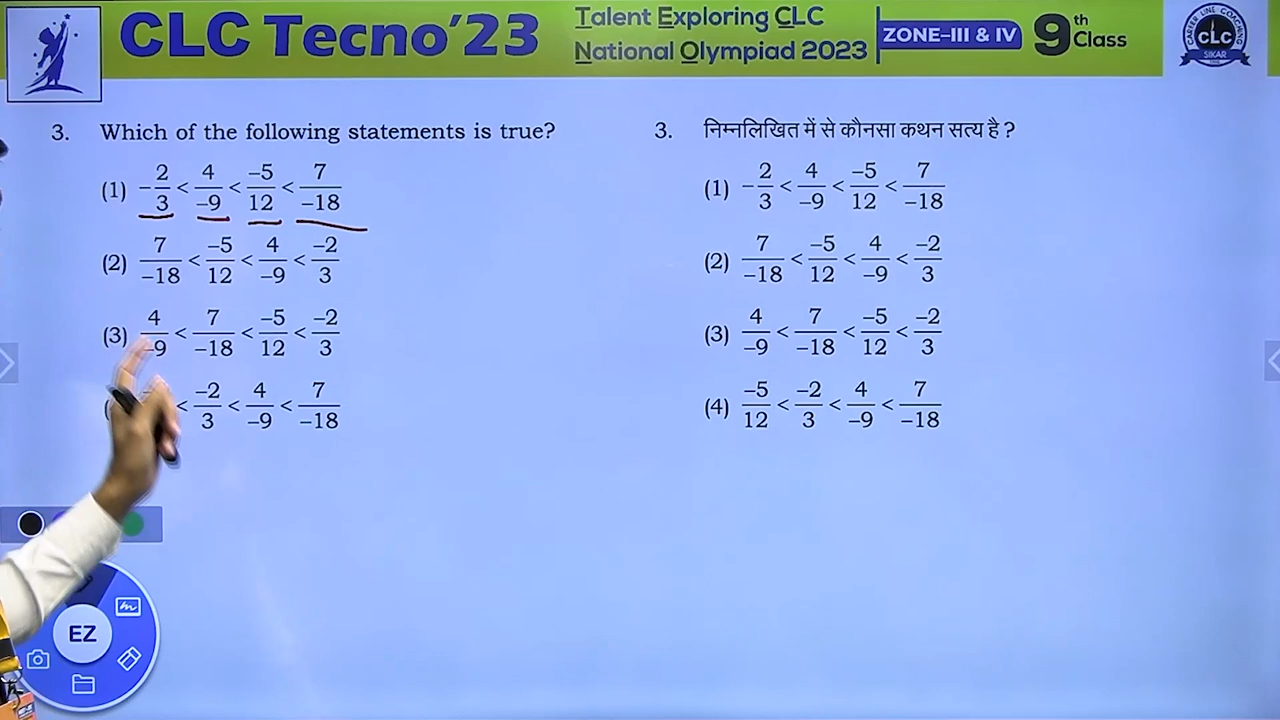 CLC Tecno'23
Talent Exploring CLC
National Olympiad 2023
ZONE–III & IV
9th Class
CAREER LINE COACHING
CLC
SIKAR
3. Which of the following statements is true?
(1) -2/3 < 4/–9 < –5/12 < 7/–18
(2) 7/–18 < –5/12 < 4/–9 < –2/3
(3) 4/–9 < 7/–18 < –5/12 < –2/3
< –2/3 < 4/–9 < 7/–18
3. निम्नलिखित में से कौनसा कथन सत्य है ?
(1) -2/3 < 4/–9 < –5/12 < 7/–18
(2) 7/–18 < –5/12 < 4/–9 < –2/3
(3) 4/–9 < 7/–18 < –5/12 < –2/3
(4) –5/12 < –2/3 < 4/–9 < 7/–18
EZ